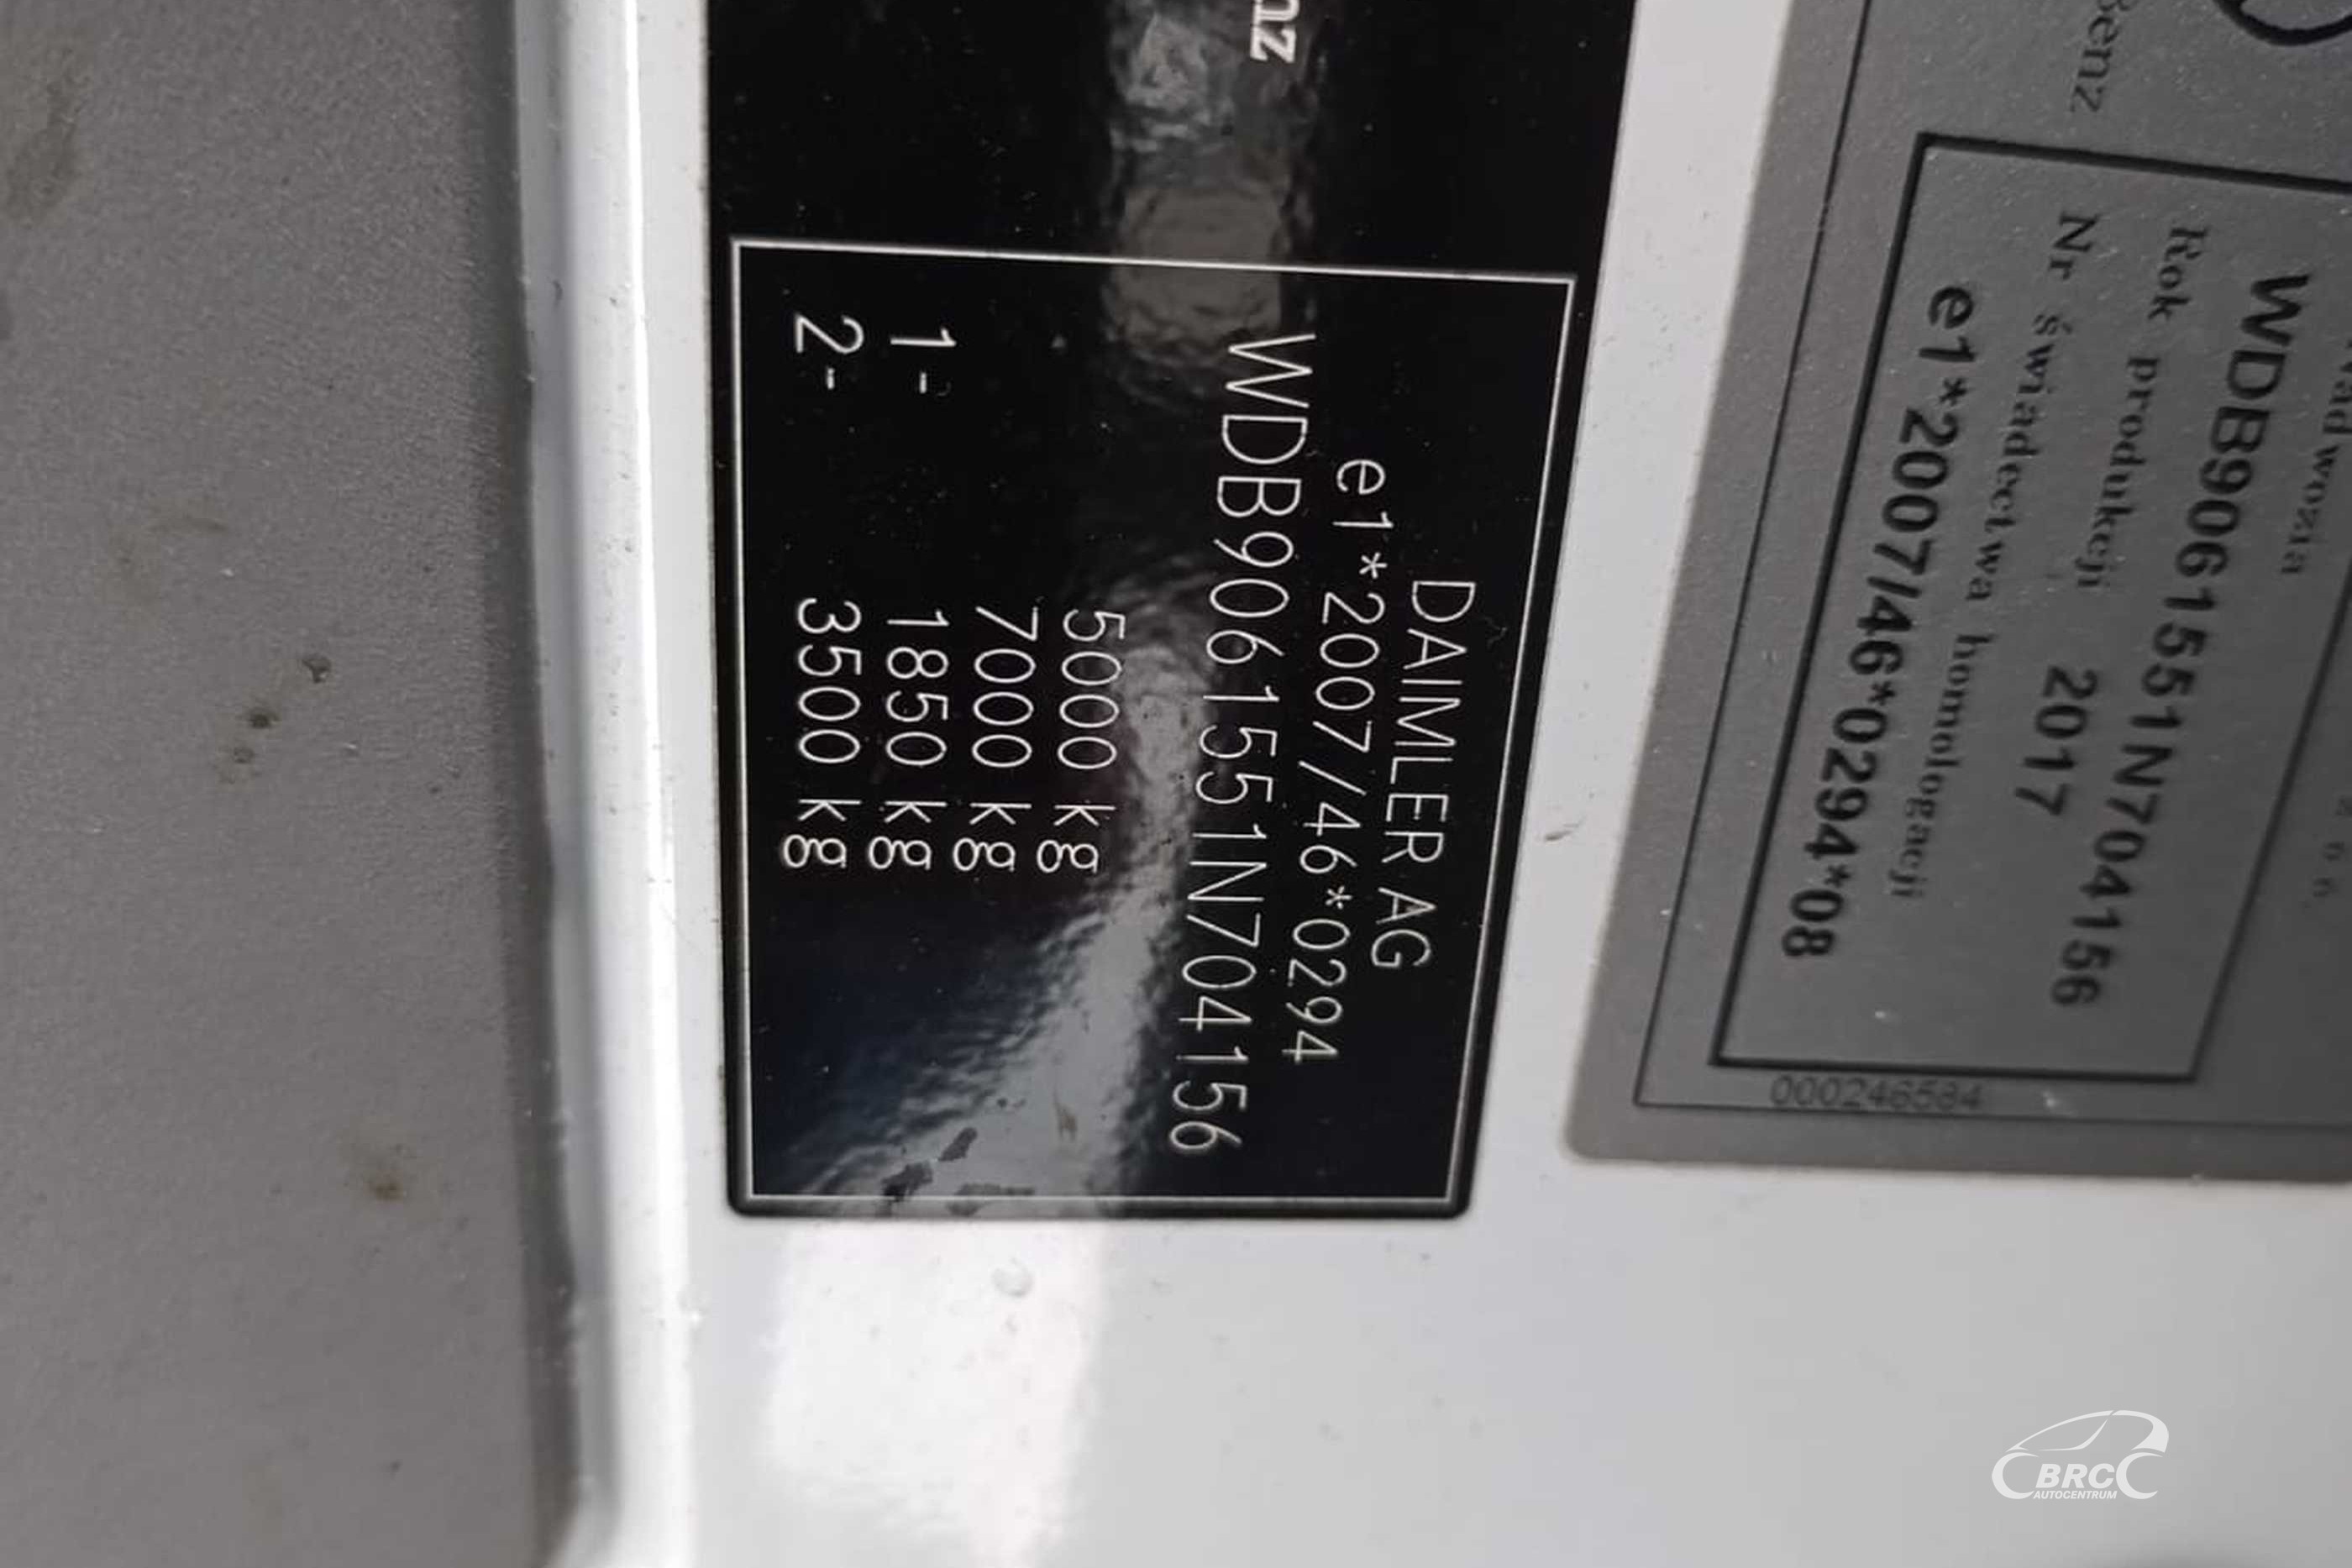 nz
DAIMLER AG
e1*2007/46*0294
WDB9061551N704156
5000 kg
7000 kg
1- 1850 kg
2- 3500 kg
WDB9061551N704156
Rok produkcji 2017
Nr świadectwa homologacji
e1*2007/46*0294*08
000246584
BRC
AUTOCENTRUM